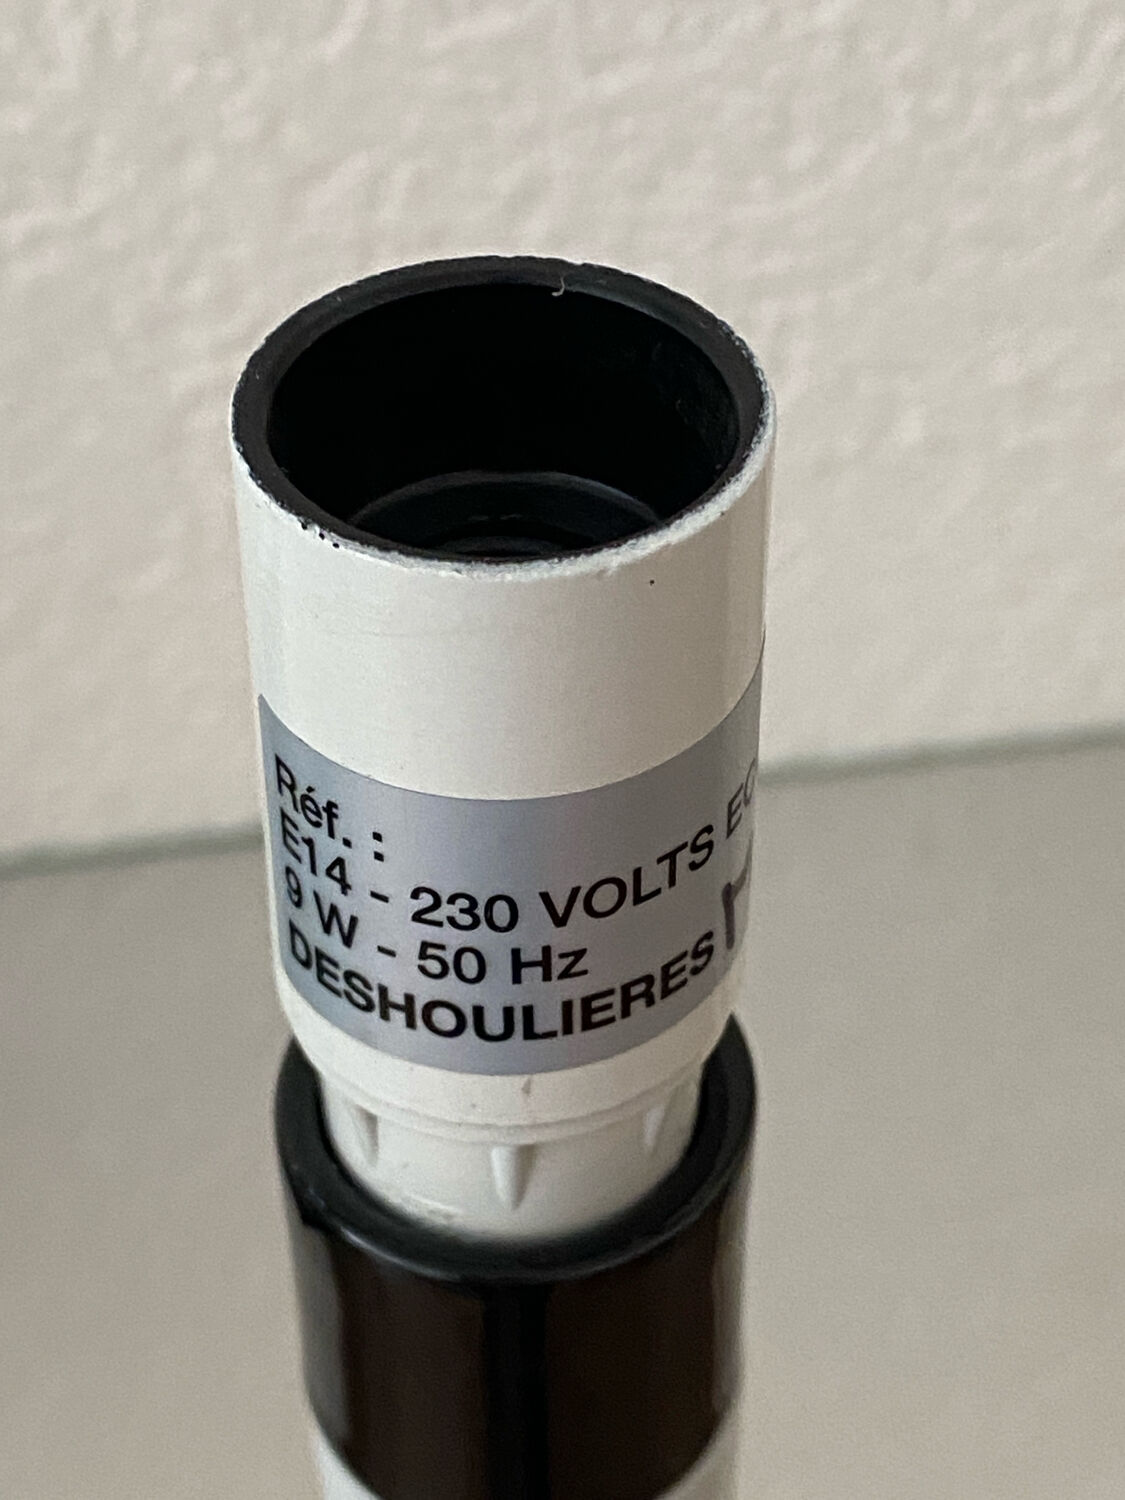 Réf. :
E14 - 230 VOLTS
9 W - 50 Hz
DESHOULIERES